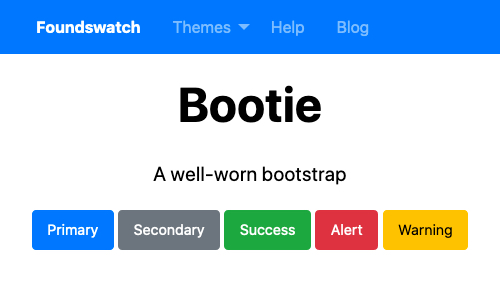 Foundswatch Themes Help Blog
Bootie
A well-worn bootstrap
Primary Secondary Success Alert Warning